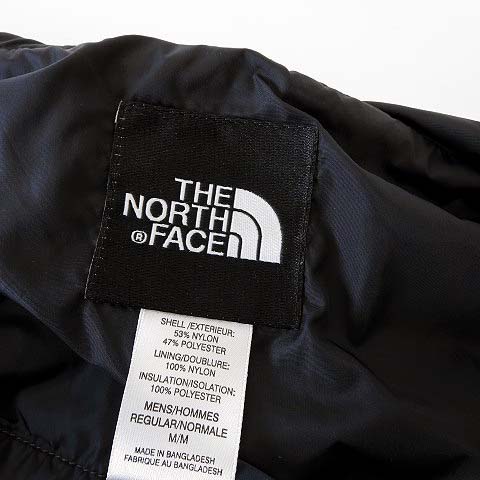 THE
NORTH
® FACE
SHELL /EXTERIEUR:
53% NYLON
47% POLYESTER
LINING/DOUBLURE:
100% NYLON
INSULATION/ISOLATION:
100% POLYESTER
MENS/HOMMES
REGULAR/NORMALE
M/M
MADE IN BANGLADESH
FABRIQUE AU BANGLADESH